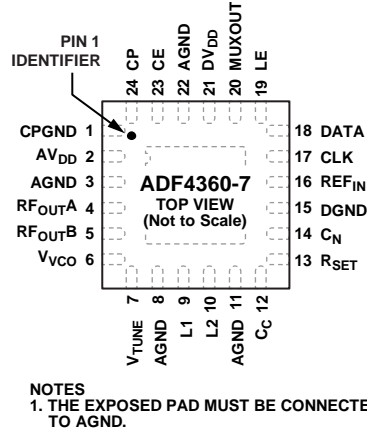 PIN 1
IDENTIFIER
24 CP
23 CE
22 AGND
21 DVDD
20 MUXOUT
19 LE
CPGND 1
AVDD 2
AGND 3
RFOUTA 4
RFOUTB 5
VVCO 6
ADF4360-7
TOP VIEW
(Not to Scale)
18 DATA
17 CLK
16 REFIN
15 DGND
14 CN
13 RSET
VTUNE 7
AGND 8
L1 9
L2 10
AGND 11
CC 12
NOTES
1. THE EXPOSED PAD MUST BE CONNECTE
TO AGND.